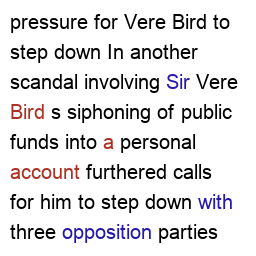 pressure for Vere Bird to
step down In another
scandal involving Sir Vere
Bird s siphoning of public
funds into a personal
account furthered calls
for him to step down with
three opposition parties